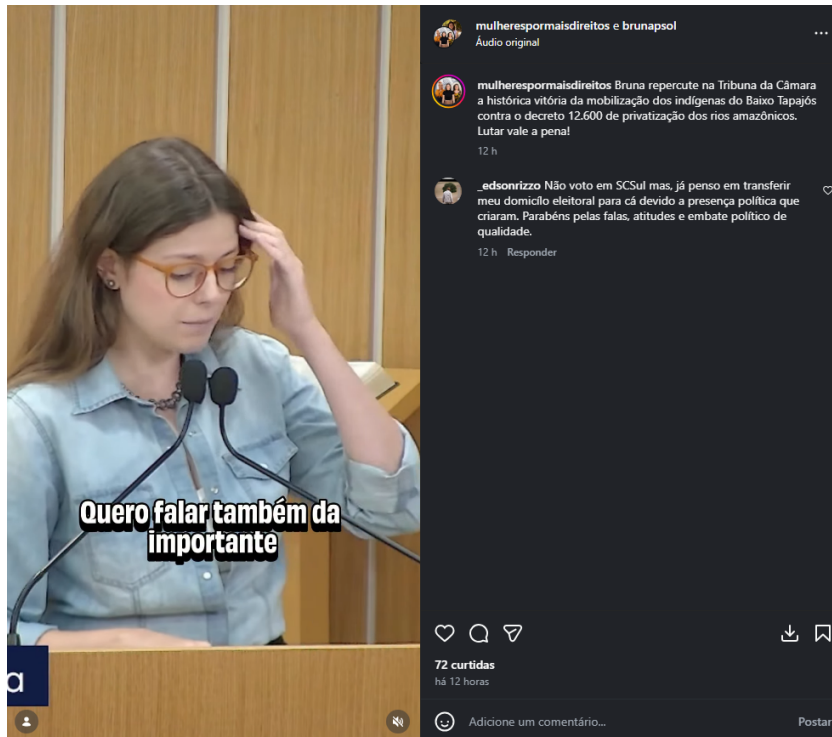 Quero falar também da
importante
a
mulherespormaisdireitos e brunapsol
Áudio original
mulherespormaisdireitos Bruna repercute na Tribuna da Câmara
a histórica vitória da mobilização dos indígenas do Baixo Tapajós
contra o decreto 12.600 de privatização dos rios amazônicos.
Lutar vale a pena!
12 h
_edsonrizzo Não voto em SCSul mas, já penso em transferir
meu domicílo eleitoral para cá devido a presença política que
criaram. Parabéns pelas falas, atitudes e embate político de
qualidade.
12 h Responder
72 curtidas
há 12 horas
Adicione um comentário... Postar